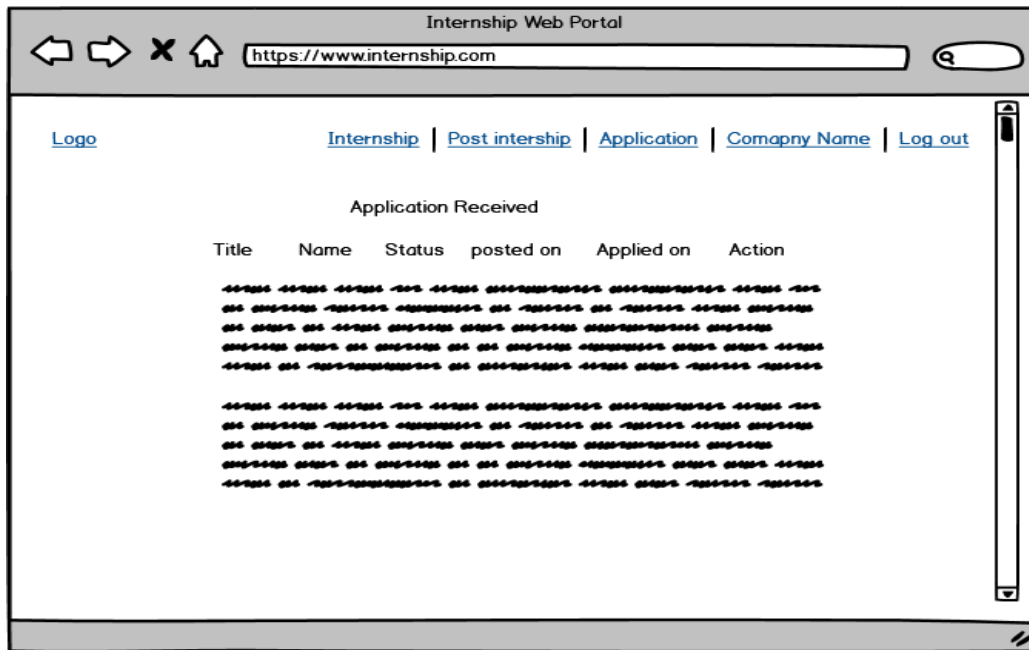 Internship Web Portal
https://www.internship.com
Logo Internship Post intership Application Comapny Name Log out
Application Received
Title Name Status posted on Applied on Action